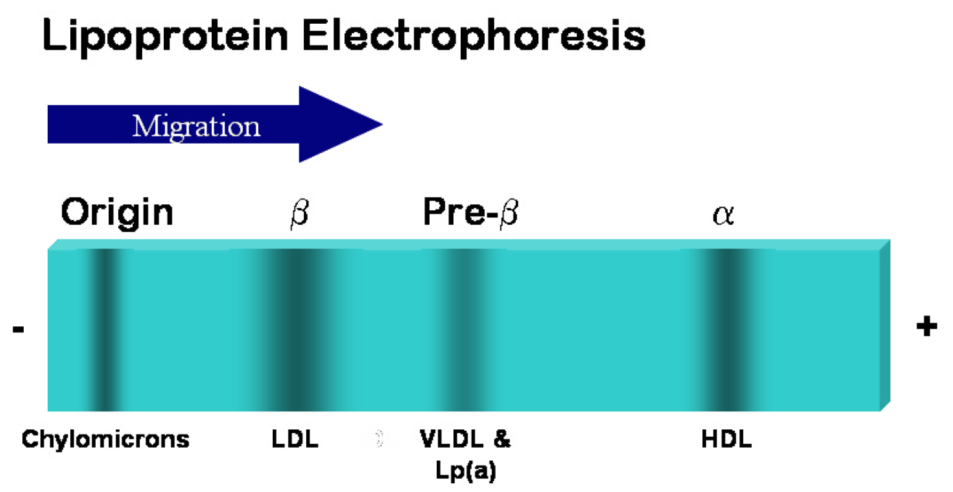 Lipoprotein Electrophoresis
Migration
Origin β Pre-β α
- +
Chylomicrons LDL VLDL & HDL
Lp(a)